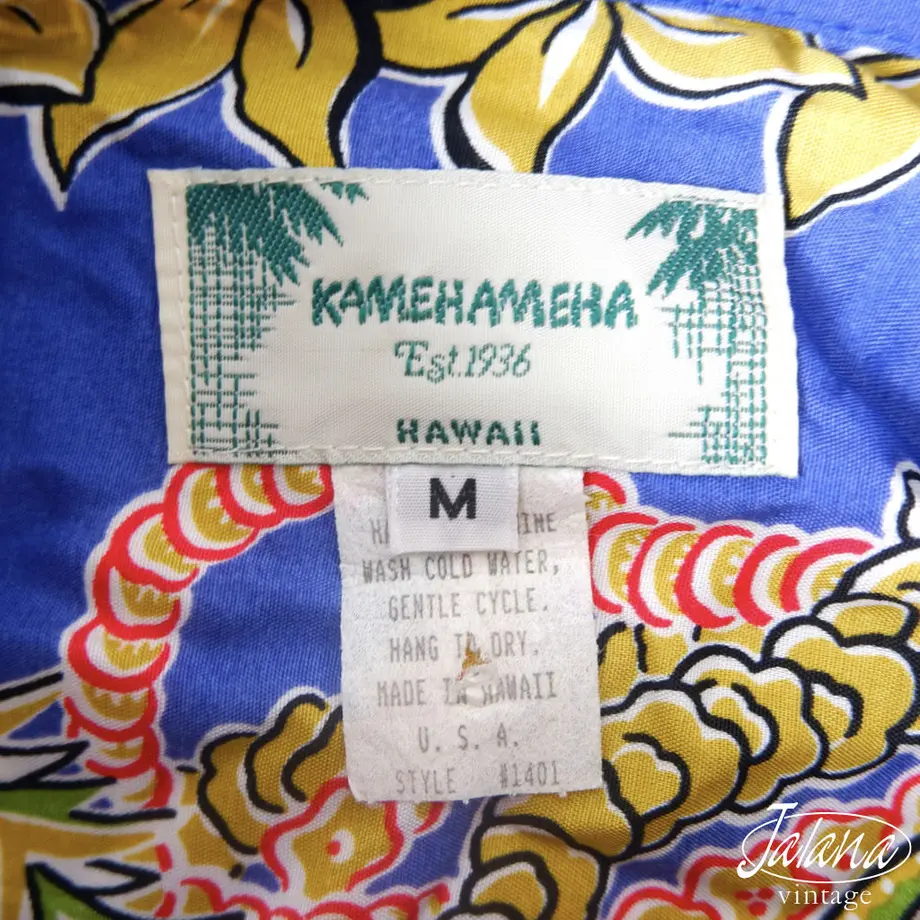 KAMEHAMEHA
Est.1936
HAWAII
M
WASH COLD WATER,
GENTLE CYCLE.
HANG TO DRY.
MADE IN HAWAII
U. S. A.
STYLE #1401
Jalana
vintage